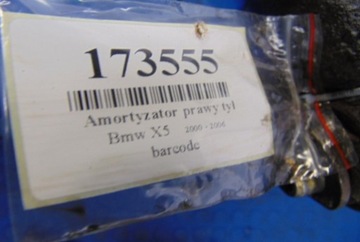 173555
Amortyzator prawy tył
Bmw X5 2000 - 2006
barcode